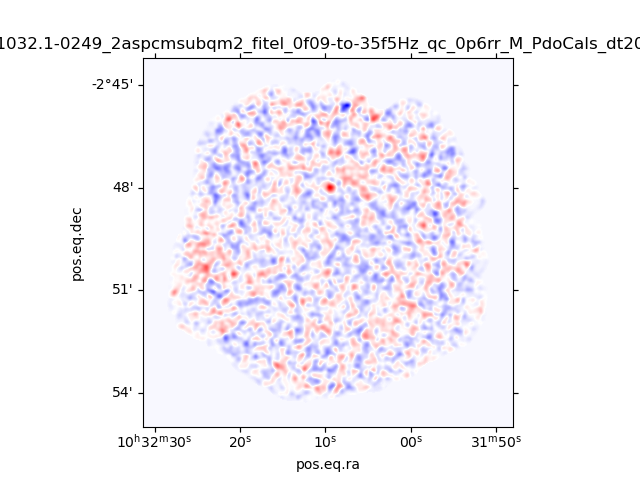 1032.1-0249_2aspcmsubqm2_fitel_0f09-to-35f5Hz_qc_0p6rr_M_PdoCals_dt20
-2°45'
48'
51'
54'
pos.eq.dec
10h32m30s 20s 10s 00s 31m50s
pos.eq.ra